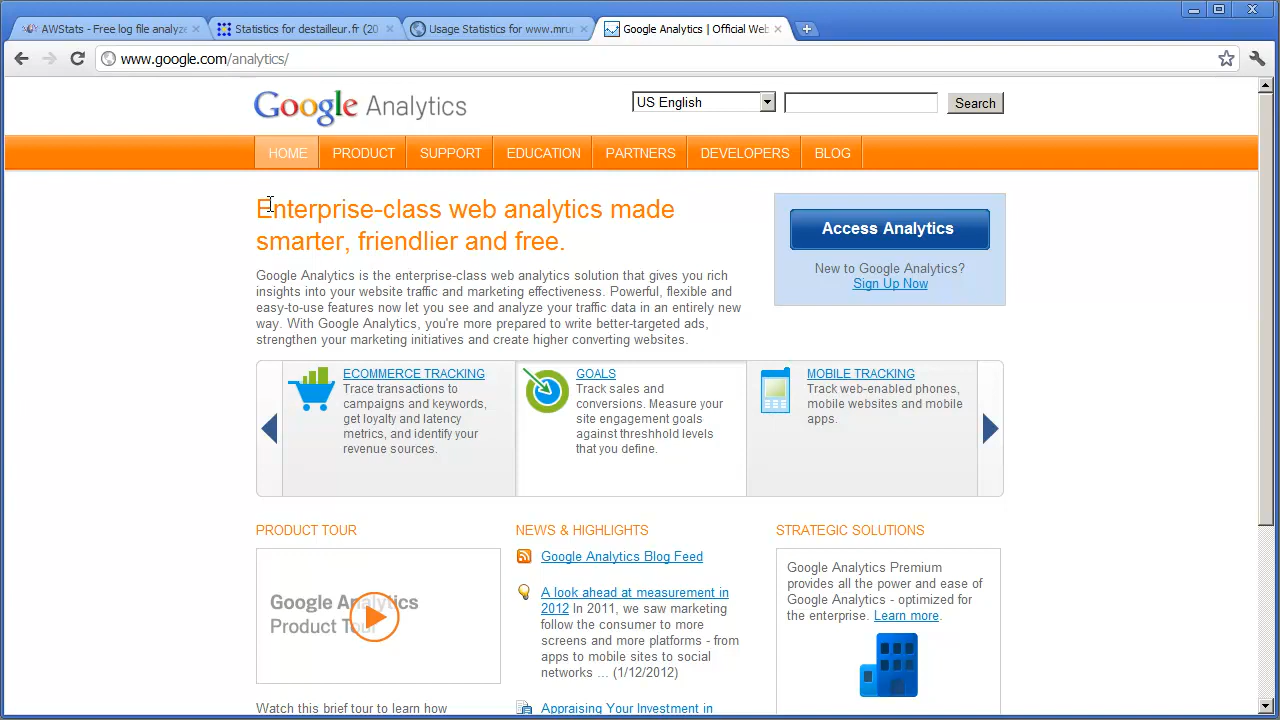 AWStats - Free log file analyze
Statistics for destailleur.fr (20
Usage Statistics for www.mrun
Google Analytics | Official Web
www.google.com/analytics/
Google Analytics
US English
Search
HOME
PRODUCT
SUPPORT
EDUCATION
PARTNERS
DEVELOPERS
BLOG
Enterprise-class web analytics made
smarter, friendlier and free.
Google Analytics is the enterprise-class web analytics solution that gives you rich
insights into your website traffic and marketing effectiveness. Powerful, flexible and
easy-to-use features now let you see and analyze your traffic data in an entirely new
way. With Google Analytics, you're more prepared to write better-targeted ads,
strengthen your marketing initiatives and create higher converting websites.
Access Analytics
New to Google Analytics?
Sign Up Now
ECOMMERCE TRACKING
Trace transactions to
campaigns and keywords,
get loyalty and latency
metrics, and identify your
revenue sources.
GOALS
Track sales and
conversions. Measure your
site engagement goals
against threshhold levels
that you define.
MOBILE TRACKING
Track web-enabled phones,
mobile websites and mobile
apps.
PRODUCT TOUR
Google Analytics
Product Tour
Watch this brief tour to learn how
NEWS & HIGHLIGHTS
Google Analytics Blog Feed
A look ahead at measurement in
2012 In 2011, we saw marketing
follow the consumer to more
screens and more platforms - from
apps to mobile sites to social
networks ... (1/12/2012)
Appraising Your Investment in
STRATEGIC SOLUTIONS
Google Analytics Premium
provides all the power and ease of
Google Analytics - optimized for
the enterprise. Learn more.